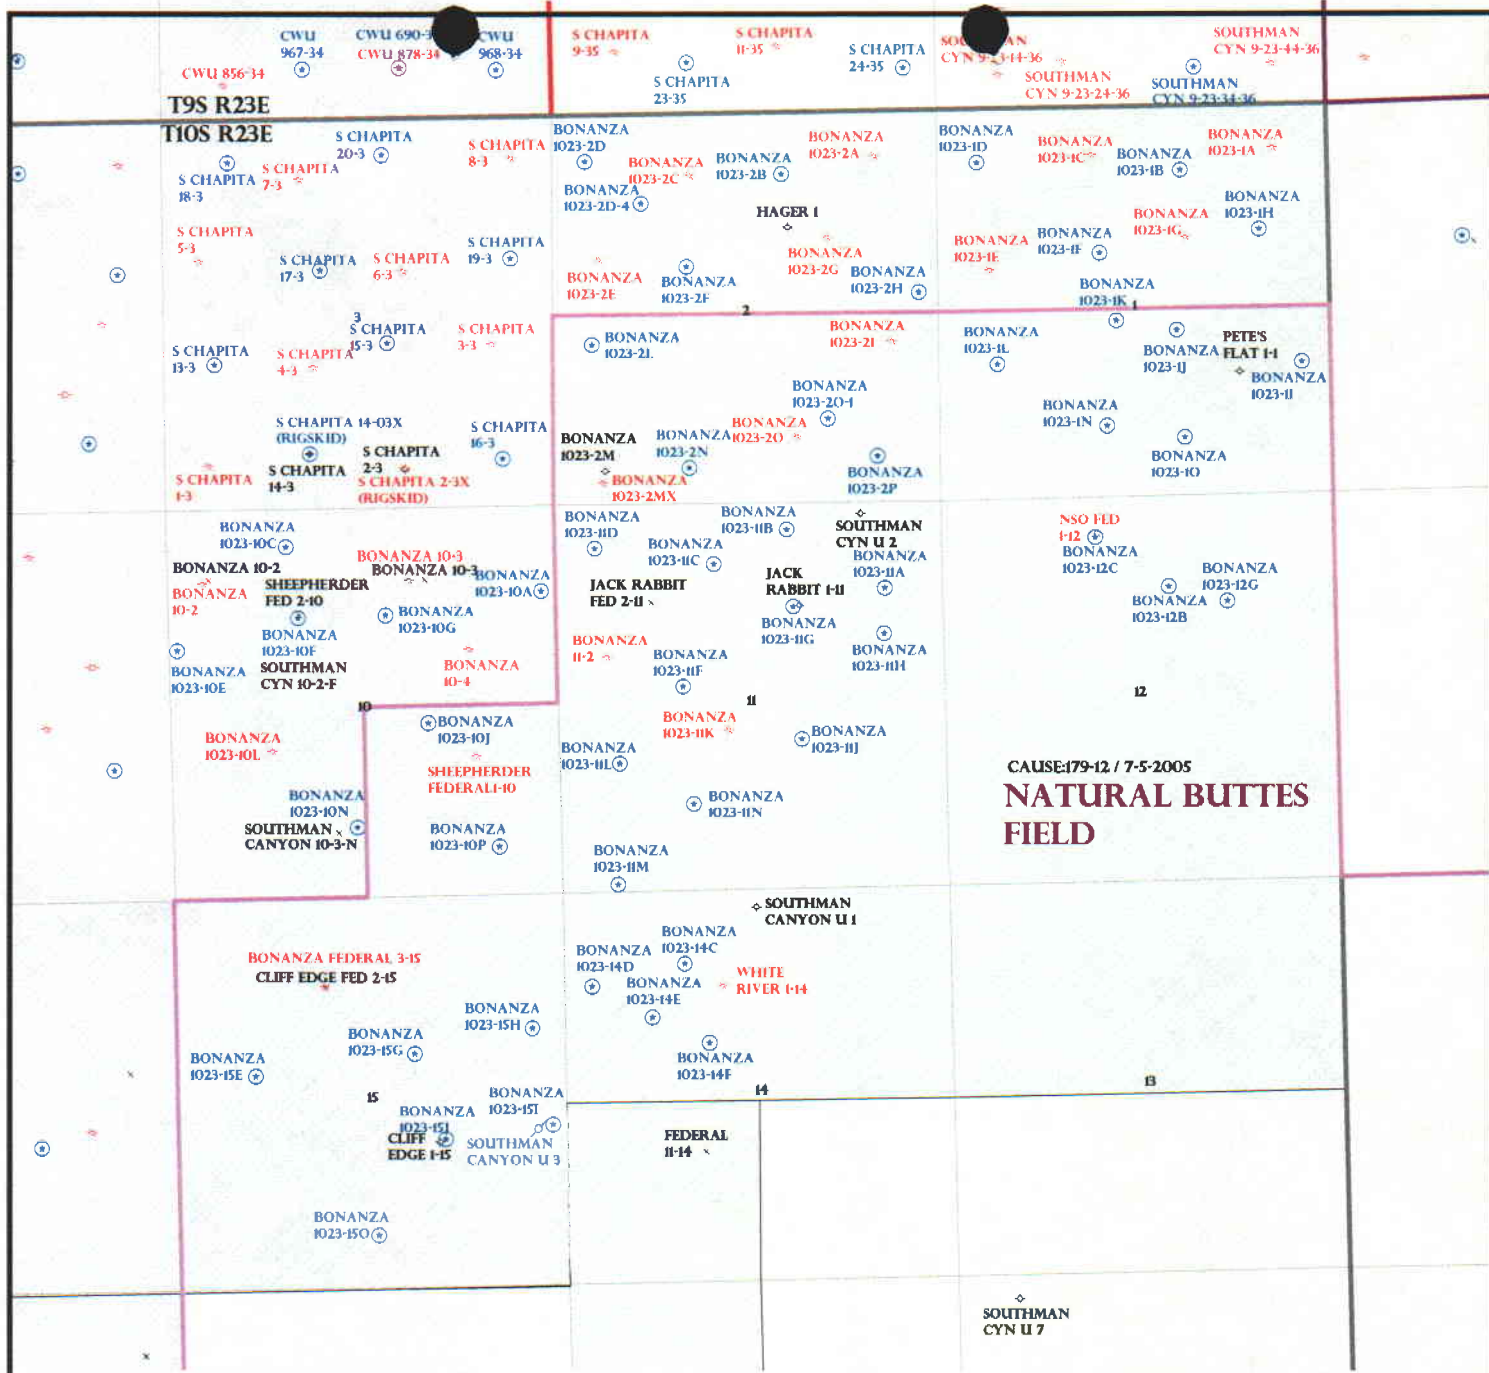 CWU
967-34
CWU 690-3
CWU 878-34
CWU
968-34
CWU 856-34
S CHAPITA
9-35
S CHAPITA
23-35
S CHAPITA
11-35
S CHAPITA
24-35
CYN 9-23-14-36
SOUTHMAN
CYN 9-23-24-36
SOUTHMAN
CYN 9-23-34-36
SOUTHMAN
CYN 9-23-44-36
T9S R23E
T10S R23E
S CHAPITA
20-3
S CHAPITA
8-3
S CHAPITA
18-3
S CHAPITA
7-3
S CHAPITA
5-3
S CHAPITA
17-3
S CHAPITA
6-3
S CHAPITA
19-3
3
S CHAPITA
15-3
S CHAPITA
3-3
S CHAPITA
13-3
S CHAPITA
4-3
S CHAPITA 14-03X
(RIGSKID)
S CHAPITA
14-3
S CHAPITA
2-3
S CHAPITA 2-3X
(RIGSKID)
S CHAPITA
16-3
S CHAPITA
1-3
BONANZA
1023-2D
BONANZA
1023-2C
BONANZA
1023-2B
BONANZA
1023-2A
BONANZA
1023-2D-4
HAGER 1
BONANZA
1023-2E
BONANZA
1023-2F
BONANZA
1023-2G
BONANZA
1023-2H
2
BONANZA
1023-2L
BONANZA
1023-2I
BONANZA
1023-2O-1
BONANZA
1023-2O
BONANZA
1023-2M
BONANZA
1023-2N
BONANZA
1023-2MX
BONANZA
1023-2P
BONANZA
1023-1D
BONANZA
1023-1C
BONANZA
1023-1B
BONANZA
1023-1A
BONANZA
1023-1E
BONANZA
1023-1F
BONANZA
1023-1G
BONANZA
1023-1H
BONANZA
1023-1K
1
BONANZA
1023-1L
BONANZA
1023-1J
PETE'S
FLAT 1-1
BONANZA
1023-1I
BONANZA
1023-1N
BONANZA
1023-1O
BONANZA
1023-10C
BONANZA 10-2
BONANZA
10-2
SHEEPHERDER
FED 2-10
BONANZA 10-3
BONANZA 10-3
BONANZA
1023-10A
BONANZA
1023-10G
BONANZA
1023-10F
BONANZA
1023-10E
SOUTHMAN
CYN 10-2-F
BONANZA
10-4
10
BONANZA
1023-10L
BONANZA
1023-10J
SHEEPHERDER
FEDERAL1-10
BONANZA
1023-10N
SOUTHMAN
CANYON 10-3-N
BONANZA
1023-10P
BONANZA
1023-11D
BONANZA
1023-11B
SOUTHMAN
CYN U 2
BONANZA
1023-11C
BONANZA
1023-11A
JACK RABBIT
FED 2-11
JACK
RABBIT 1-11
BONANZA
1023-11G
BONANZA
1023-11H
BONANZA
11-2
BONANZA
1023-11F
11
BONANZA
1023-11K
BONANZA
1023-11J
BONANZA
1023-11L
BONANZA
1023-11N
BONANZA
1023-11M
NSO FED
1-12
BONANZA
1023-12C
BONANZA
1023-12G
BONANZA
1023-12B
12
CAUSE:179-12 / 7-5-2005
NATURAL BUTTES
FIELD
SOUTHMAN
CANYON U 1
BONANZA
1023-14D
BONANZA
1023-14C
BONANZA
1023-14E
WHITE
RIVER 1-14
BONANZA
1023-14F
14
13
BONANZA FEDERAL 3-15
CLIFF EDGE FED 2-15
BONANZA
1023-15H
BONANZA
1023-15G
BONANZA
1023-15E
15
BONANZA
1023-15I
BONANZA
1023-15J
CLIFF
EDGE 1-15
SOUTHMAN
CANYON U 3
BONANZA
1023-15O
FEDERAL
11-14
SOUTHMAN
CYN U 7